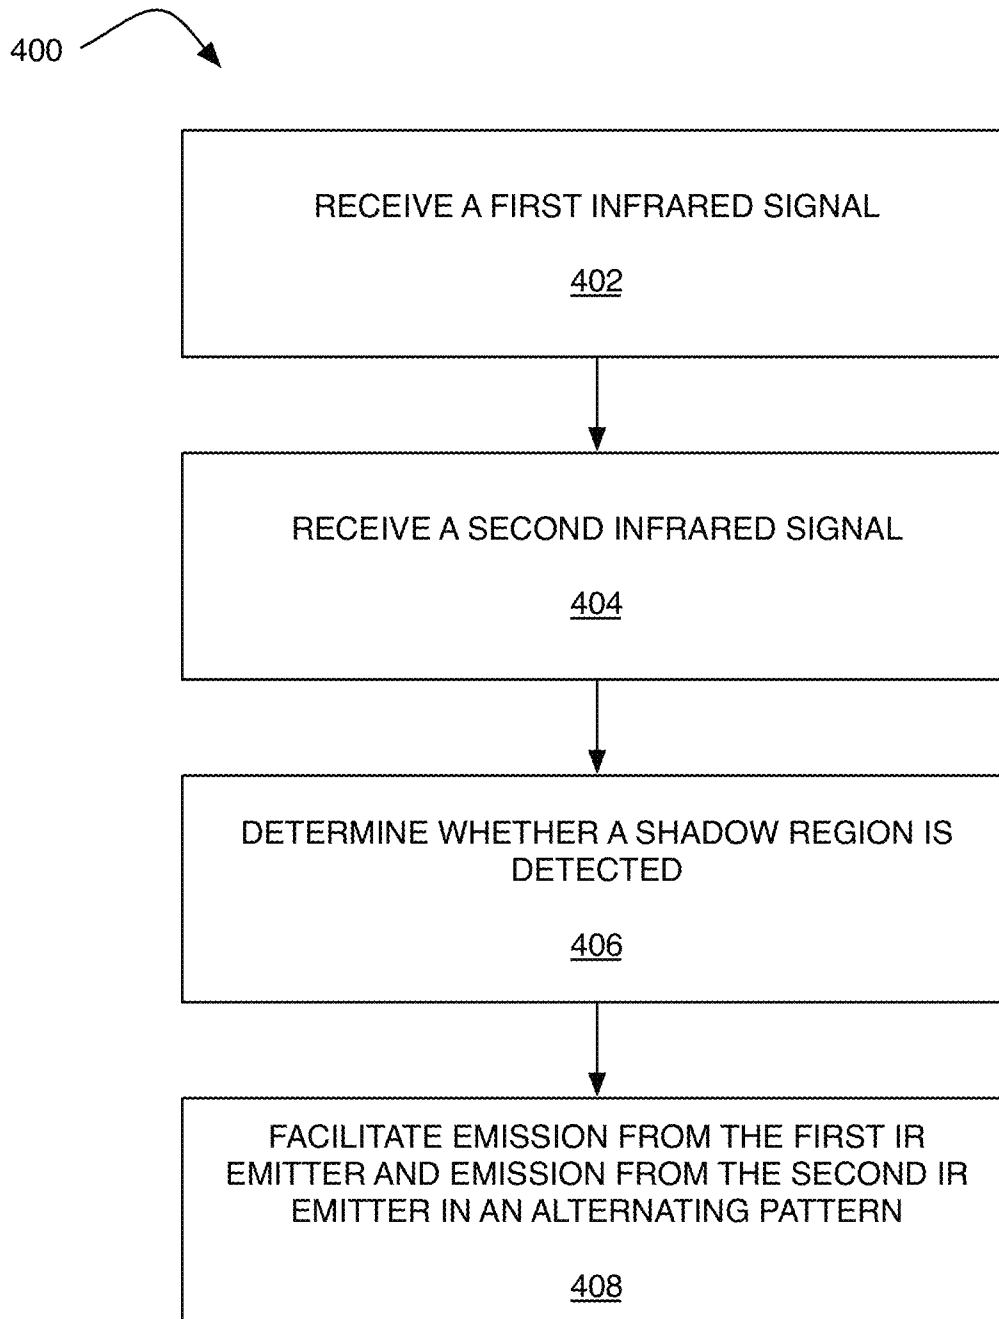 400
RECEIVE A FIRST INFRARED SIGNAL
402
RECEIVE A SECOND INFRARED SIGNAL
404
DETERMINE WHETHER A SHADOW REGION IS
DETECTED
406
FACILITATE EMISSION FROM THE FIRST IR
EMITTER AND EMISSION FROM THE SECOND IR
EMITTER IN AN ALTERNATING PATTERN
408